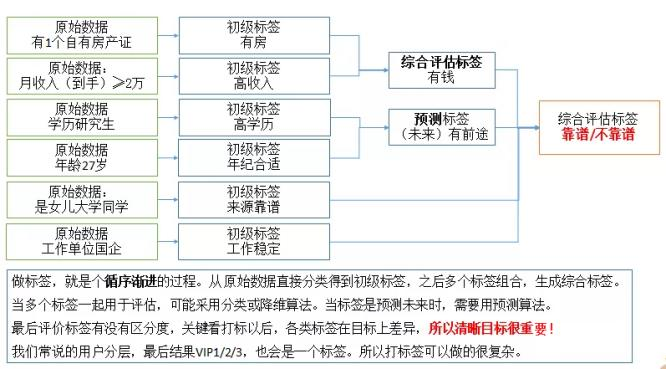 原始数据
有1个自有房产证
初级标签
有房
原始数据：
月收入（到手）≥2万
初级标签
高收入
综合评估标签
有钱
原始数据
学历研究生
初级标签
高学历
预测标签
（未来）有前途
综合评估标签
靠谱/不靠谱
原始数据
年龄27岁
初级标签
年纪合适
原始数据：
是女儿大学同学
初级标签
来源靠谱
原始数据
工作单位国企
初级标签
工作稳定
做标签，就是个循序渐进的过程。从原始数据直接分类得到初级标签，之后多个标签组合，生成综合标签。
当多个标签一起用于评估，可能采用分类或降维算法。当标签是预测未来时，需要用预测算法。
最后评价标签有没有区分度，关键看打标以后，各类标签在目标上差异，所以清晰目标很重要！
我们常说的用户分层，最后结果VIP1/2/3，也会是一个标签。所以打标签可以做的很复杂。